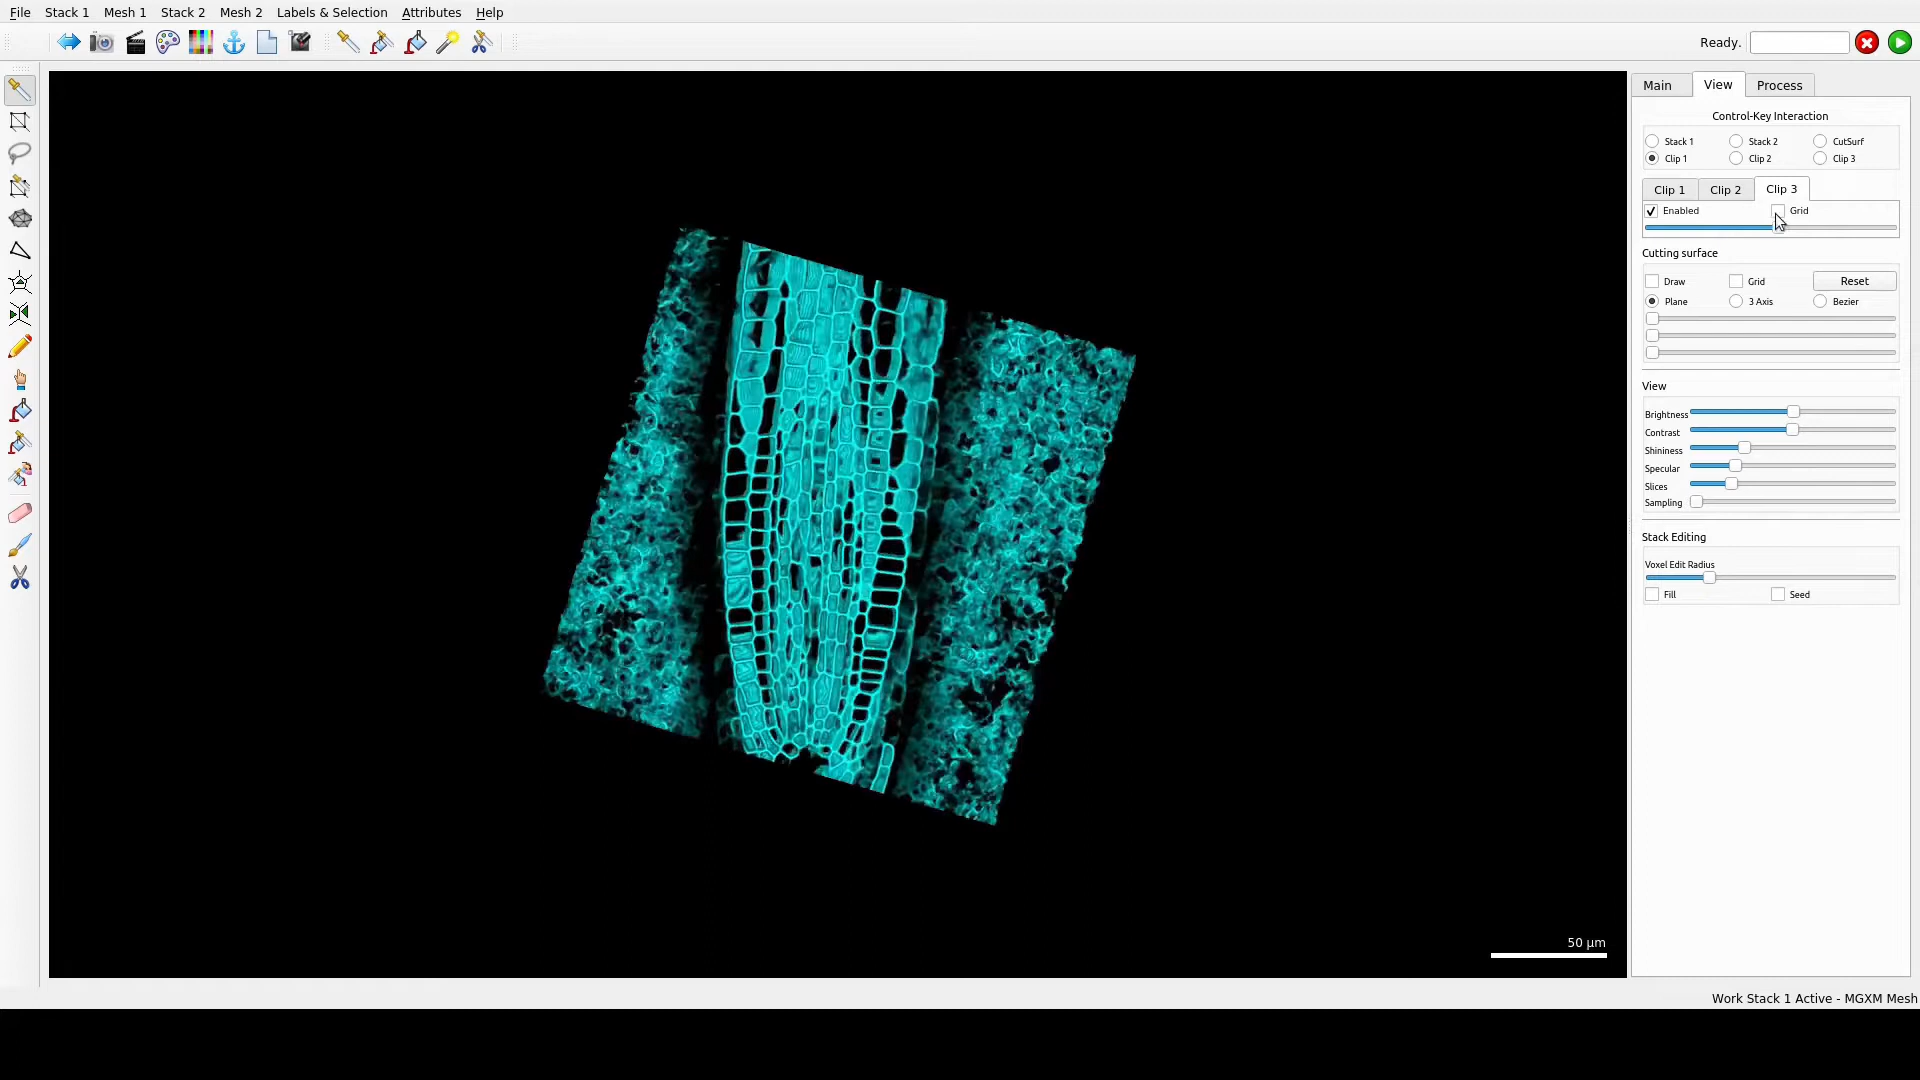 File Stack 1 Mesh 1 Stack 2 Mesh 2 Labels & Selection Attributes Help
Ready.
Main View Process
Control-Key Interaction
Stack 1 Stack 2 CutSurf
Clip 1 Clip 2 Clip 3
Clip 1 Clip 2 Clip 3
Enabled Grid
Cutting surface
Draw Grid Reset
Plane 3 Axis Bezier
View
Brightness
Contrast
Shininess
Specular
Slices
Sampling
Stack Editing
Voxel Edit Radius
Fill Seed
50 µm
Work Stack 1 Active - MGXM Mesh